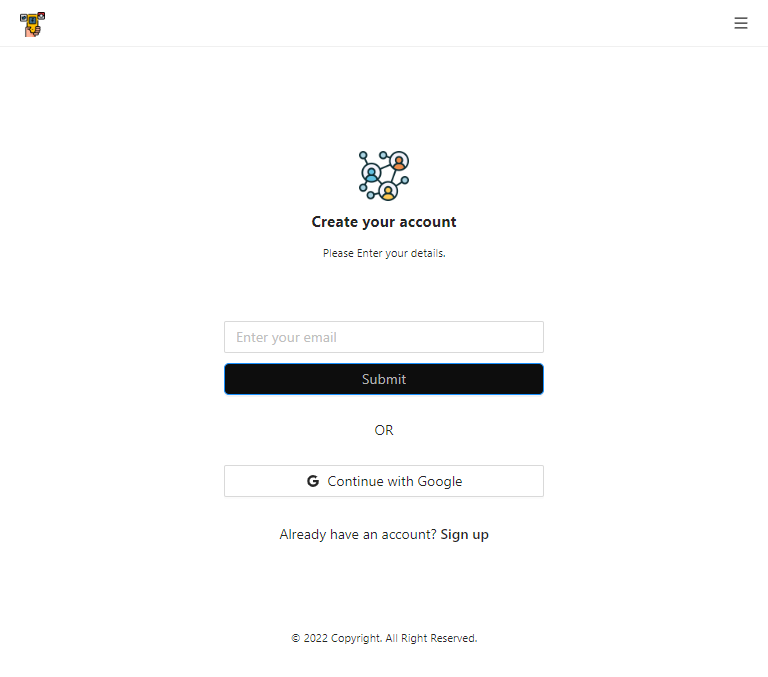 Create your account
Please Enter your details.
Enter your email
Submit
OR
Continue with Google
Already have an account? Sign up
© 2022 Copyright. All Right Reserved.